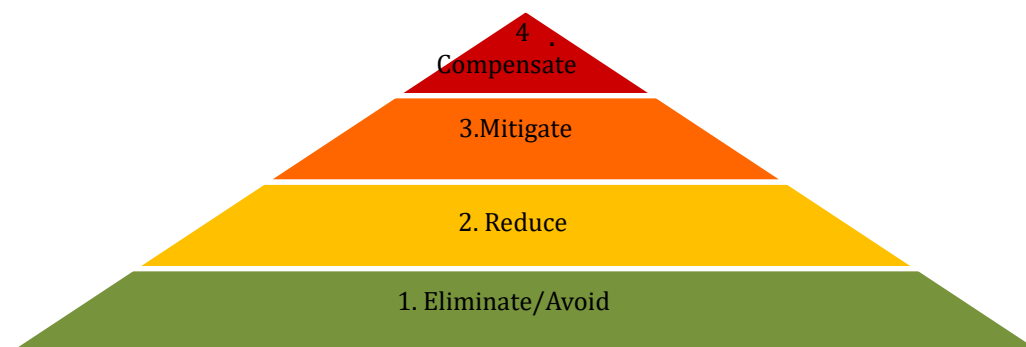 4 .
Compensate
3.Mitigate
2. Reduce
1. Eliminate/Avoid